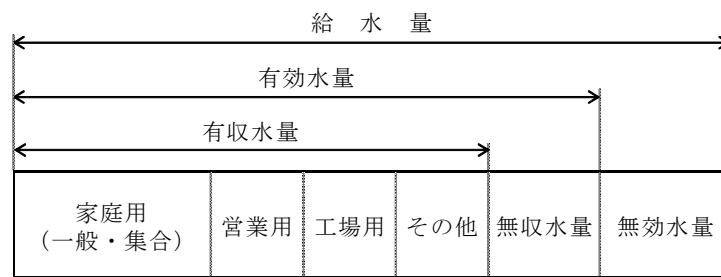 給 水 量
有効水量
有収水量
家庭用
(一般・集合)
営業用
工場用
その他
無収水量
無効水量